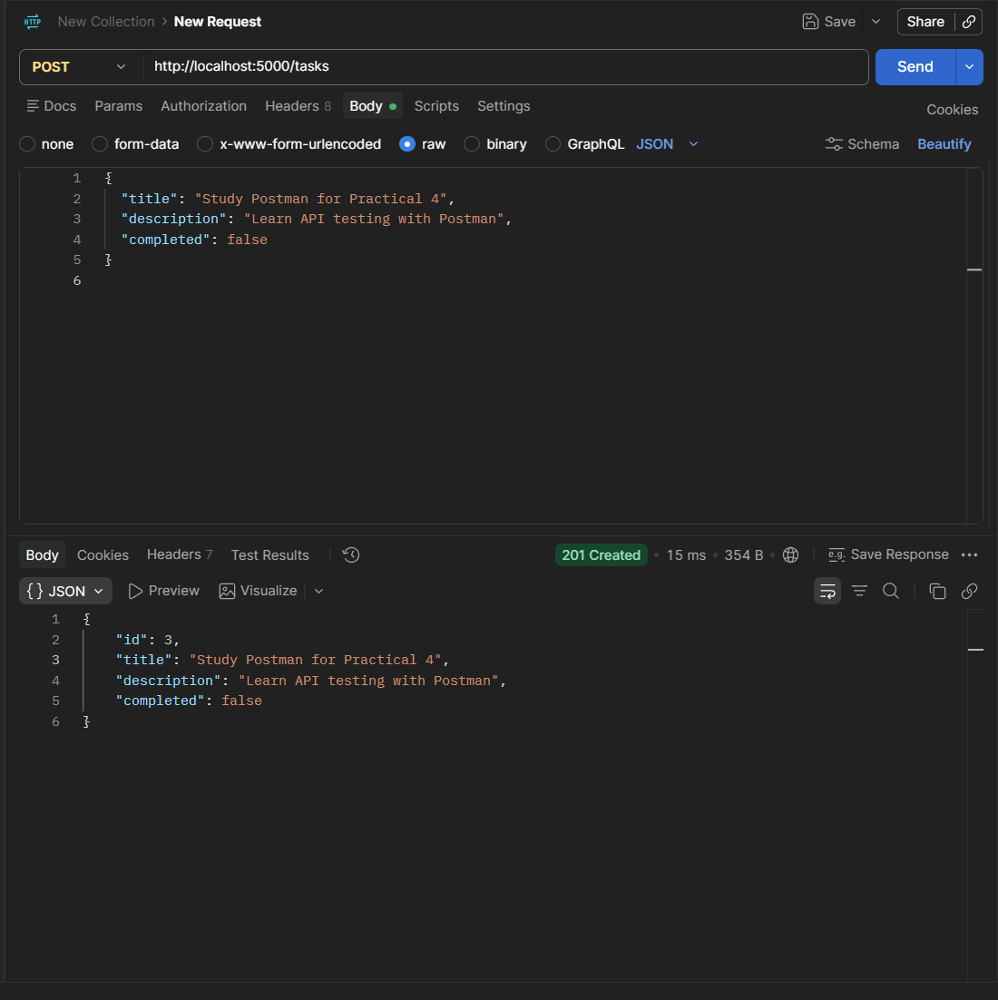 HTTP New Collection > New Request Save Share
POST http://localhost:5000/tasks Send
Docs Params Authorization Headers 8 Body Scripts Settings Cookies
none form-data x-www-form-urlencoded raw binary GraphQL JSON Schema Beautify
1 {
2 "title": "Study Postman for Practical 4",
3 "description": "Learn API testing with Postman",
4 "completed": false
5 }
6
Body Cookies Headers 7 Test Results 201 Created • 15 ms • 354 B • e.g. Save Response
{} JSON Preview Visualize
1 {
2 "id": 3,
3 "title": "Study Postman for Practical 4",
4 "description": "Learn API testing with Postman",
5 "completed": false
6 }